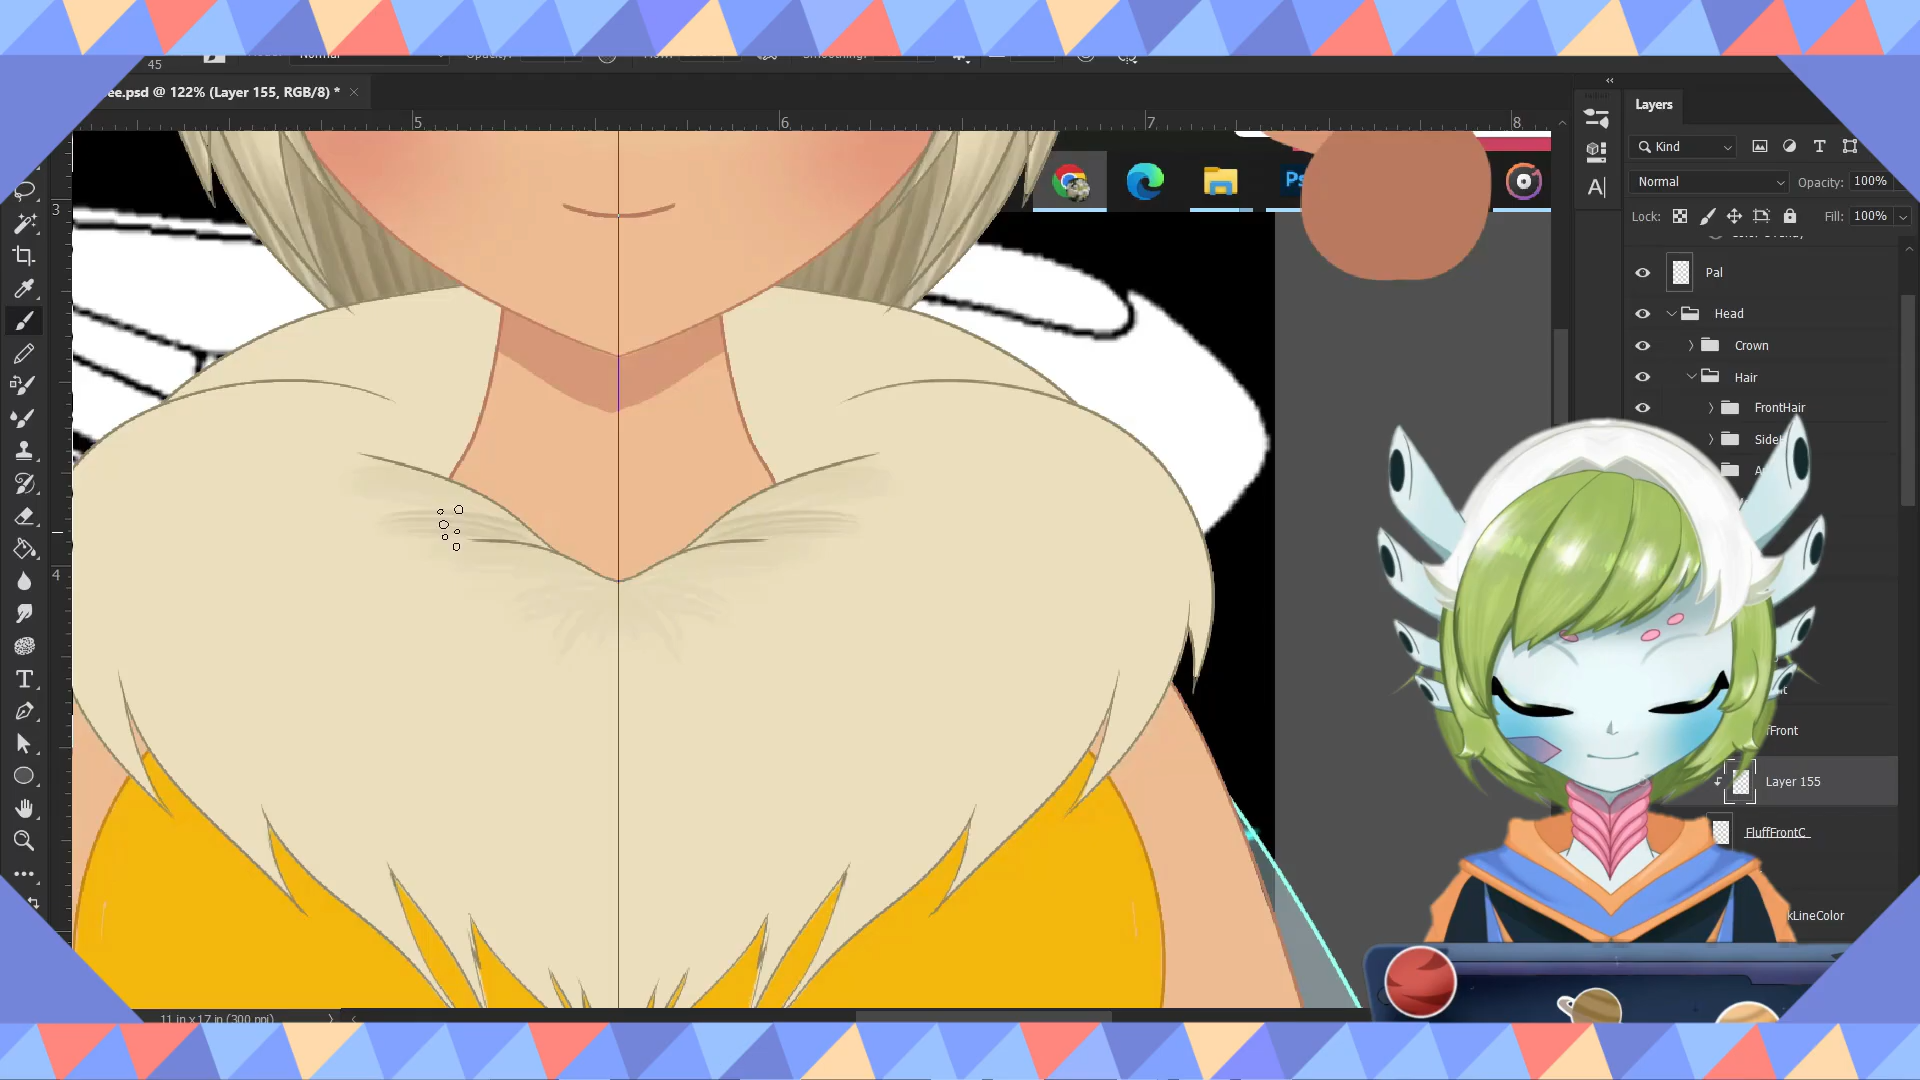 45
ee.psd @ 122% (Layer 155, RGB/8) *
Layers
5
6
7
8
Kind
Normal
Opacity: 100%
Lock:
Fill: 100%
3
4
Ps
Pal
Head
Crown
Hair
FrontHair
Layer 155
FluffFrontC
kLineColor
11 in x 17 in (300 ppi)